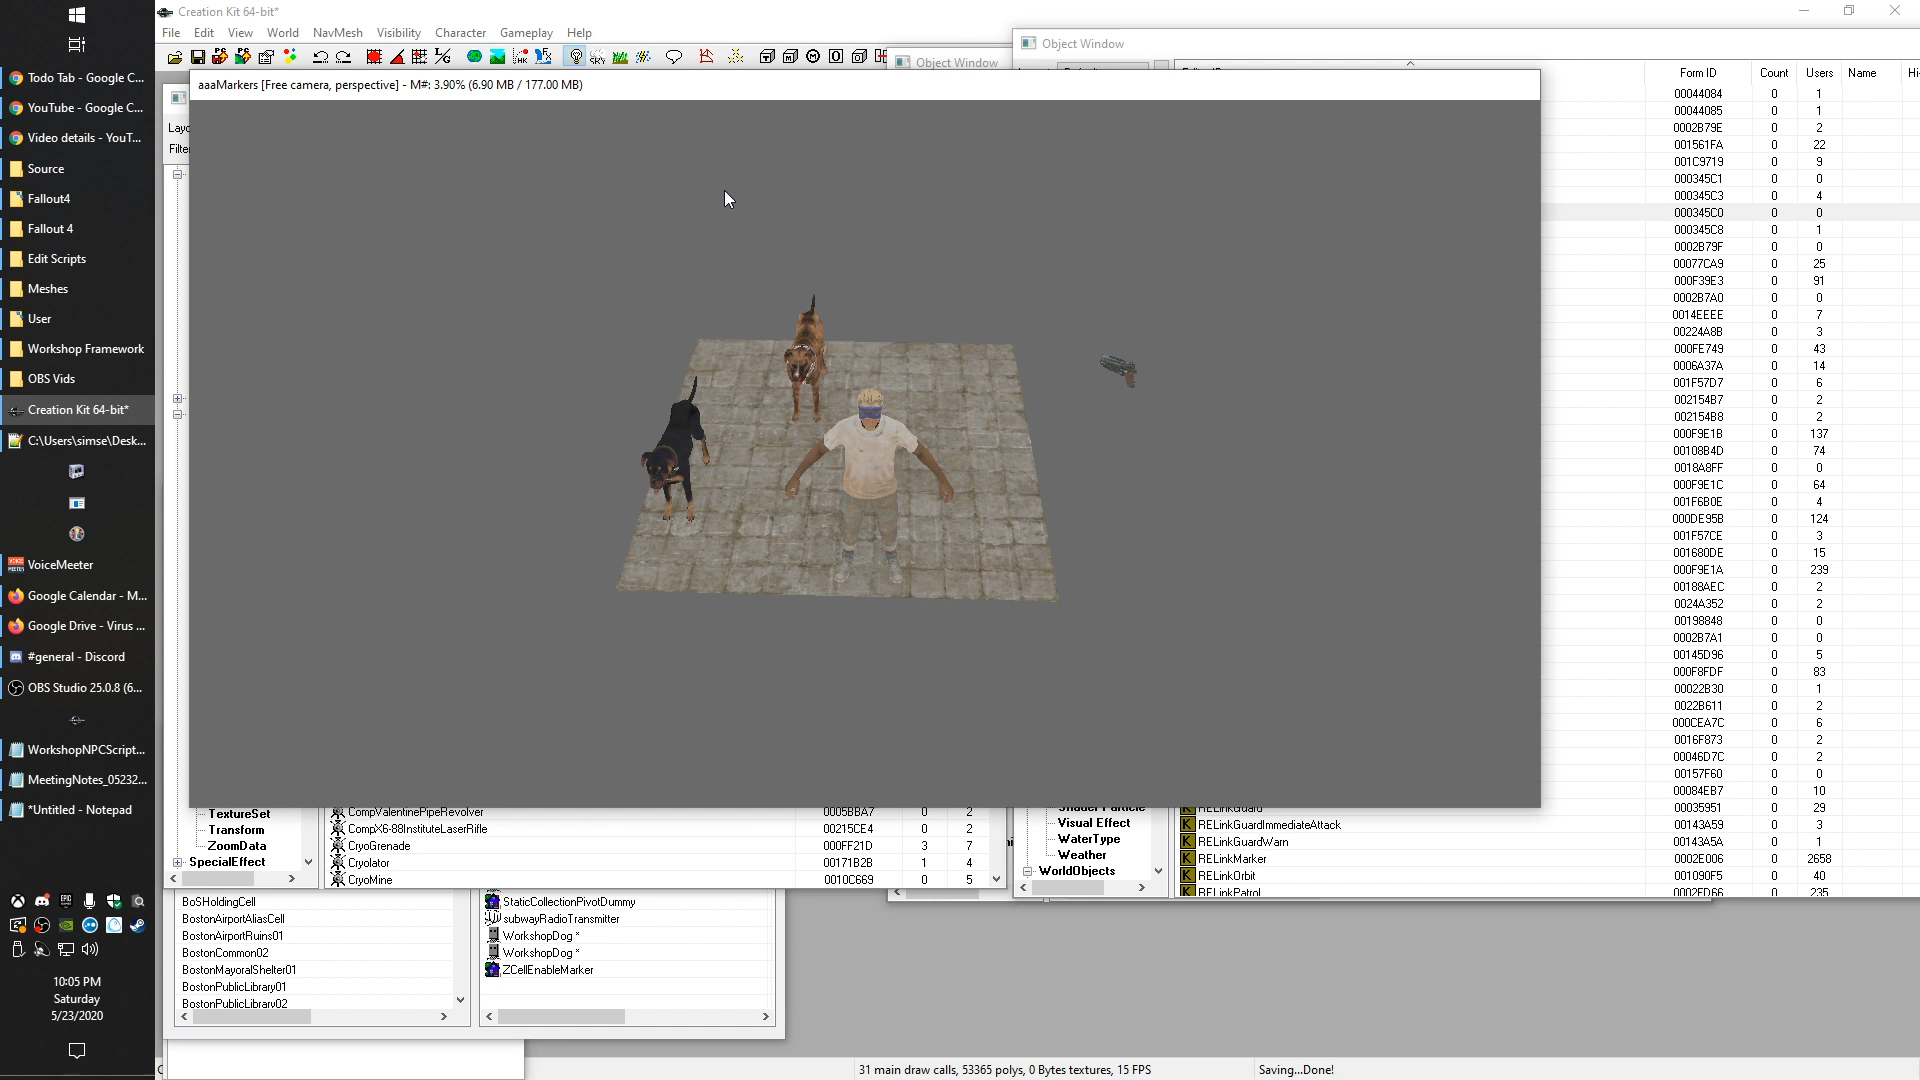 Creation Kit 64-bit*
File Edit View World NavMesh Visibility Character Gameplay Help
Todo Tab - Google C...
YouTube - Google C...
Video details - YouT...
Source
Fallout4
Fallout 4
Edit Scripts
Meshes
User
Workshop Framework
OBS Vids
Creation Kit 64-bit*
C:\Users\simse\Desk...
VoiceMeeter
Google Calendar - M...
Google Drive - Virus ...
#general - Discord
OBS Studio 25.0.8 (6...
WorkshopNPCScript...
MeetingNotes_05232...
*Untitled - Notepad
10:05 PM
Saturday
5/23/2020
Object Window
Object Window
aaaMarkers [Free camera, perspective] - M#: 3.90% (6.90 MB / 177.00 MB)
Form ID Count Users Name
00044084 0 1
00044085 0 1
0002B79E 0 2
001561FA 0 22
001C9719 0 9
000345C1 0 0
000345C3 0 4
000345C0 0 0
000345C8 0 1
0002B79F 0 0
00077CA9 0 25
000F39E3 0 91
0002B7A0 0 0
0014EEEE 0 7
00224A8B 0 3
000FE749 0 43
0006A37A 0 14
001F57D7 0 6
002154B7 0 2
002154B8 0 2
000F9E1B 0 137
00108B4D 0 74
0018A8FF 0 0
000F9E1C 0 64
001F6B0E 0 4
000DE95B 0 124
001F57CE 0 3
001680DE 0 15
000F9E1A 0 239
00188AEC 0 2
0024A352 0 2
00198848 0 0
0002B7A1 0 0
00145D96 0 5
000F8FDF 0 83
00022B30 0 1
0022B611 0 2
000CEA7C 0 6
0016F873 0 2
00046D7C 0 2
00157F60 0 0
00084EB7 0 10
RELinkGuard 00035951 0 29
RELinkGuardImmediateAttack 00143A59 0 3
RELinkGuardWarn 00143A5A 0 1
RELinkMarker 0002E006 0 2658
RELinkOrbit 001090F5 0 40
RELinkPatrol 0002FD66 0 235
TextureSet
Transform
ZoomData
SpecialEffect
CompValentinePipeRevolver 0005BBA7 0 2
CompX6-88InstituteLaserRifle 00215CE4 0 2
CryoGrenade 000FF21D 3 7
Cryolator 00171B2B 1 4
CryoMine 0010C669 0 5
Shader Particle
Visual Effect
WaterType
Weather
WorldObjects
BoSHoldingCell
BostonAirportAliasCell
BostonAirportRuins01
BostonCommon02
BostonMayoralShelter01
BostonPublicLibrary01
BostonPublicLibrary02
StaticCollectionPivotDummy
subwayRadioTransmitter
WorkshopDog *
WorkshopDog *
ZCellEnableMarker
31 main draw calls, 53365 polys, 0 Bytes textures, 15 FPS
Saving...Done!